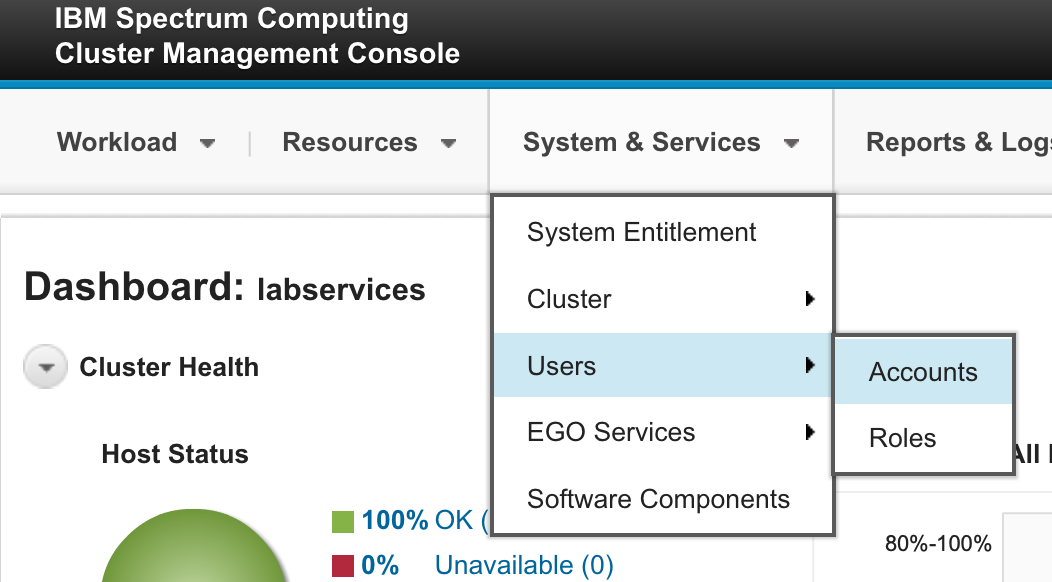 IBM Spectrum Computing
Cluster Management Console
Workload
Resources
System & Services
Reports &
System Entitlement
Cluster
Users
EGO Services
Software Components
Accounts
Roles
Dashboard: labservices
Cluster Health
Host Status
All
100% OK (
0% Unavailable (0)
80%-100%